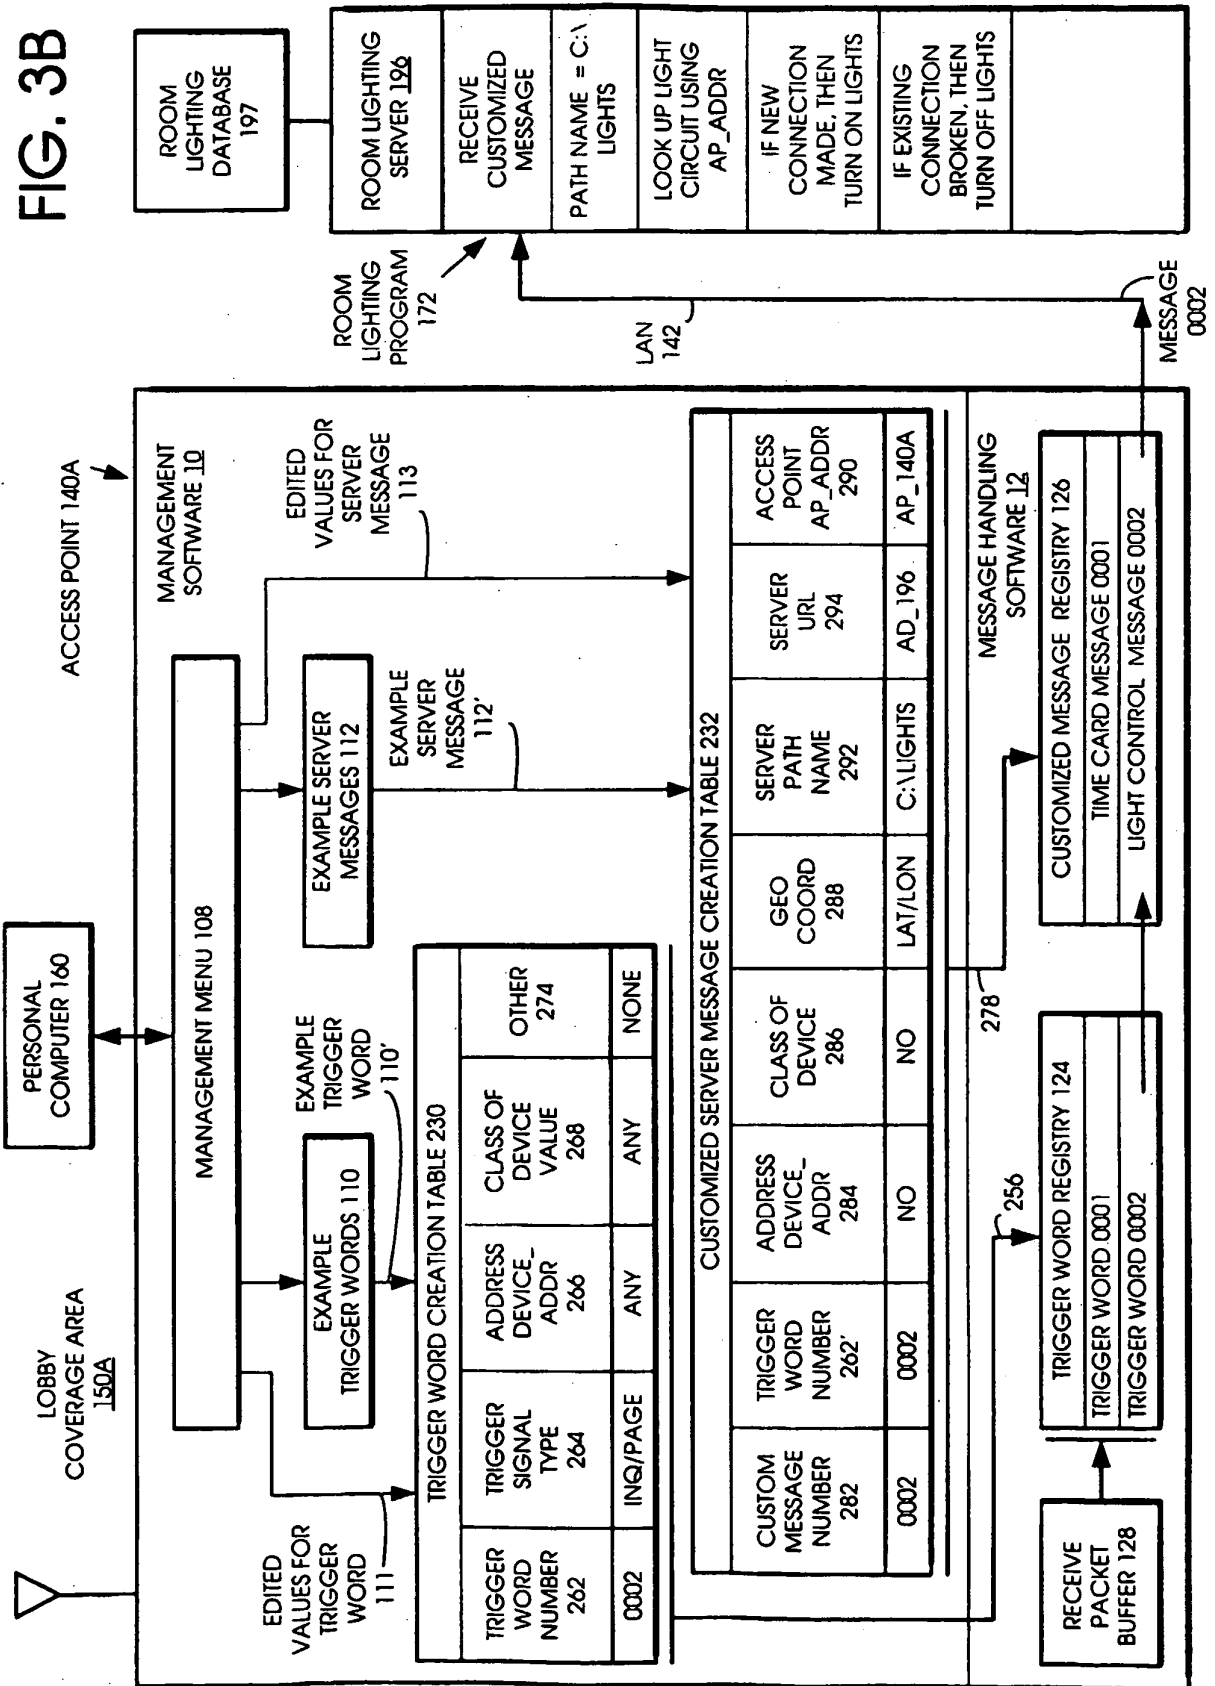 FIG. 3B
LOBBY
COVERAGE AREA
150A
PERSONAL
COMPUTER 160
ACCESS POINT 140A
MANAGEMENT
SOFTWARE 10
MANAGEMENT MENU 108
EDITED
VALUES FOR
TRIGGER
WORD
111
EXAMPLE
TRIGGER WORDS 110
EXAMPLE
TRIGGER
WORD
110'
EXAMPLE SERVER
MESSAGES 112
EXAMPLE
SERVER
MESSAGE
112'
EDITED
VALUES FOR
SERVER
MESSAGE
113
TRIGGER WORD CREATION TABLE 230
TRIGGER
WORD
NUMBER
262
TRIGGER
SIGNAL
TYPE
264
ADDRESS
DEVICE_
ADDR
266
CLASS OF
DEVICE
VALUE
268
OTHER
274
0002
INQ/PAGE
ANY
ANY
NONE
CUSTOMIZED SERVER MESSAGE CREATION TABLE 232
CUSTOM
MESSAGE
NUMBER
282
TRIGGER
WORD
NUMBER
262'
ADDRESS
DEVICE_
ADDR
284
CLASS OF
DEVICE
286
GEO
COORD
288
SERVER
PATH
NAME
292
SERVER
URL
294
ACCESS
POINT
AP_ADDR
290
0002
0002
NO
NO
LAT/LON
C:\LIGHTS
AD_196
AP_140A
256
278
MESSAGE HANDLING
SOFTWARE 12
RECEIVE
PACKET
BUFFER 128
TRIGGER WORD REGISTRY 124
TRIGGER WORD 0001
TRIGGER WORD 0002
CUSTOMIZED MESSAGE REGISTRY 126
TIME CARD MESSAGE 0001
LIGHT CONTROL MESSAGE 0002
MESSAGE
0002
LAN
142
ROOM
LIGHTING
PROGRAM
172
ROOM
LIGHTING
DATABASE
197
ROOM LIGHTING
SERVER 196
RECEIVE
CUSTOMIZED
MESSAGE
PATH NAME = C:\
LIGHTS
LOOK UP LIGHT
CIRCUIT USING
AP_ADDR
IF NEW
CONNECTION
MADE, THEN
TURN ON LIGHTS
IF EXISTING
CONNECTION
BROKEN, THEN
TURN OFF LIGHTS